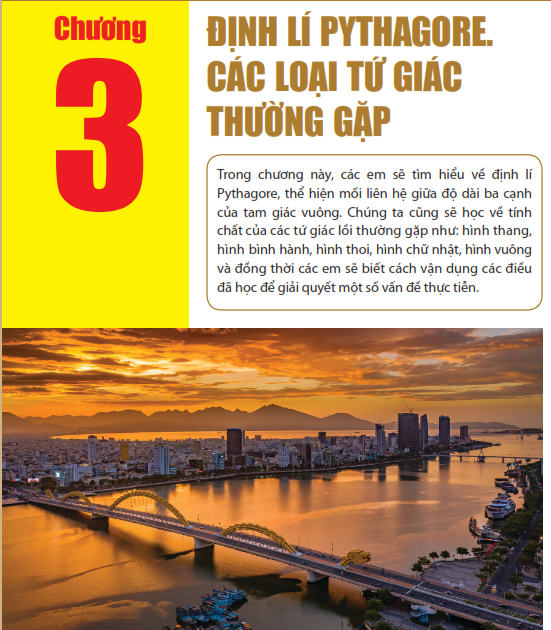 Chương
3
ĐỊNH LÍ PYTHAGORE.
CÁC LOẠI TỨ GIÁC
THƯỜNG GẶP
Trong chương này, các em sẽ tìm hiểu về định lí
Pythagore, thể hiện mối liên hệ giữa độ dài ba cạnh
của tam giác vuông. Chúng ta cũng sẽ học về tính
chất của các tứ giác lồi thường gặp như: hình thang,
hình bình hành, hình thoi, hình chữ nhật, hình vuông
và đồng thời các em sẽ biết cách vận dụng các điều
đã học để giải quyết một số vấn đề thực tiễn.